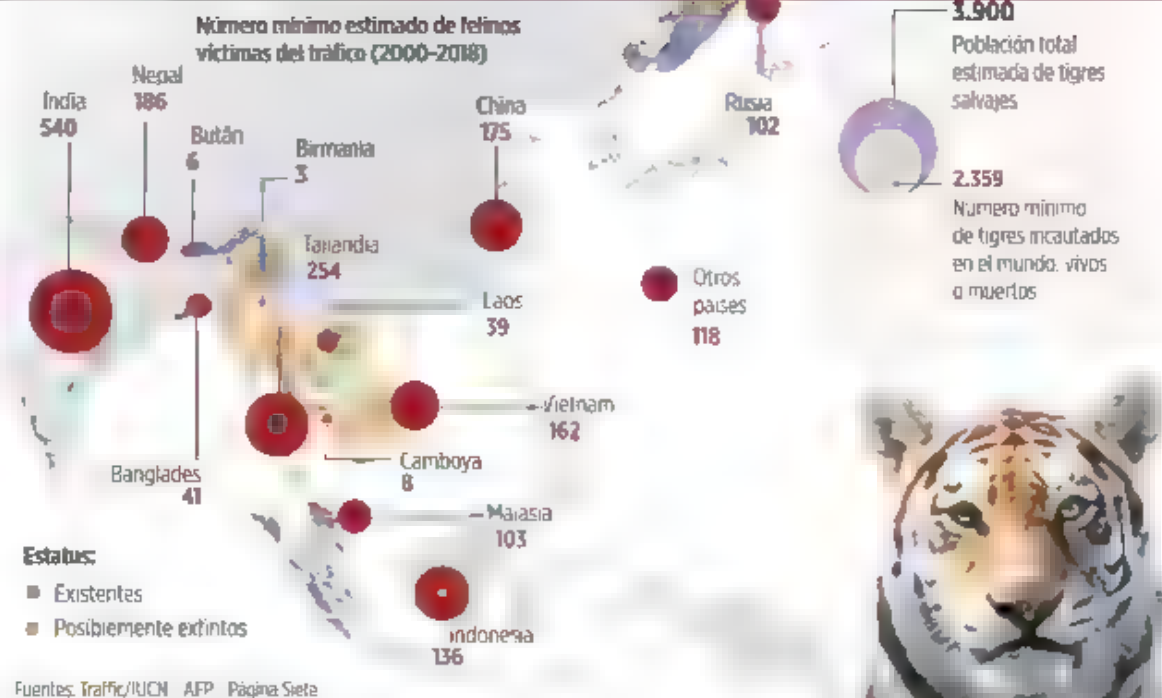 Número mínimo estimado de felinos
víctimas del tráfico (2000-2018)
Nepal
186
India
540
Bután
6
Birmania
3
China
175
Rusia
102
3.900
Población total
estimada de tigres
salvajes
2.359
Número mínimo
de tigres incautados
en el mundo, vivos
o muertos
Tailandia
254
Laos
39
Otros
países
118
Vietnam
162
Camboya
8
Banglades
41
Malasia
103
Indonesia
136
Estatus:
Existentes
Posiblemente extintos
Fuentes: Traffic/IUCN AFP Página Siete